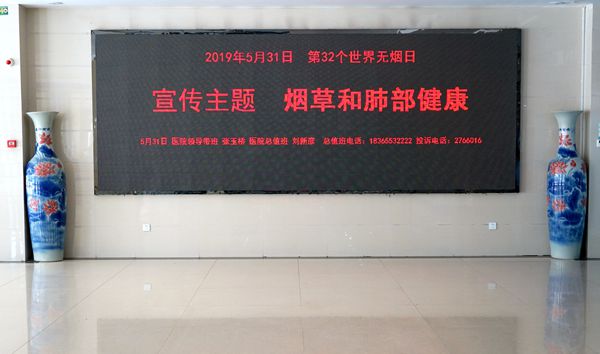 2019年5月31日 第32个世界无烟日
宣传主题 烟草和肺部健康
5月31日 医院领导带班 张玉桥 医院总值班 刘新彦 总值班电话：18365532222 投诉电话：2766016